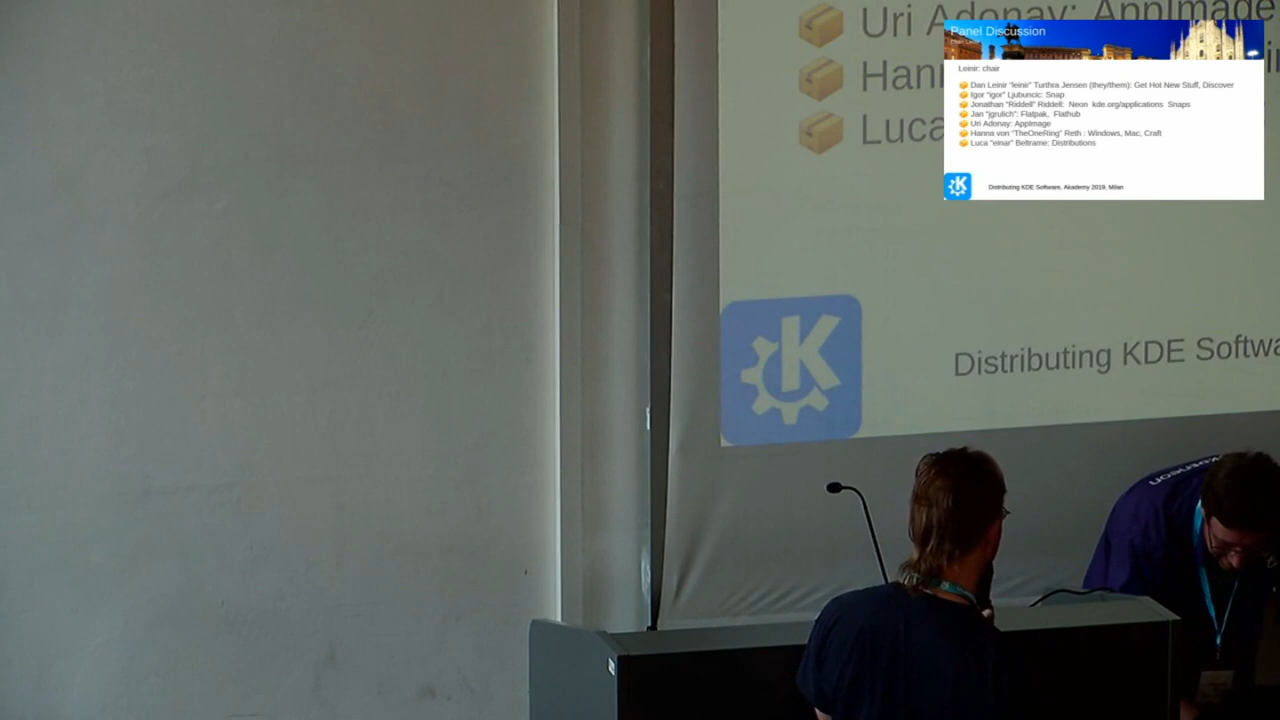 Uri Adonay: AppImage
Hann
Luca
Distributing KDE Softwa
Panel Discussion
Leinir: chair
Dan Leinir "leinir" Turthra Jensen (they/them): Get Hot New Stuff, Discover
Igor "igor" Ljubuncic: Snap
Jonathan "Riddell" Riddell: Neon kde.org/applications Snaps
Jan "jgrulich": Flatpak, Flathub
Uri Adonay: AppImage
Hanna von "TheOneRing" Reth : Windows, Mac, Craft
Luca "einar" Beltrame: Distributions
Distributing KDE Software, Akademy 2019, Milan